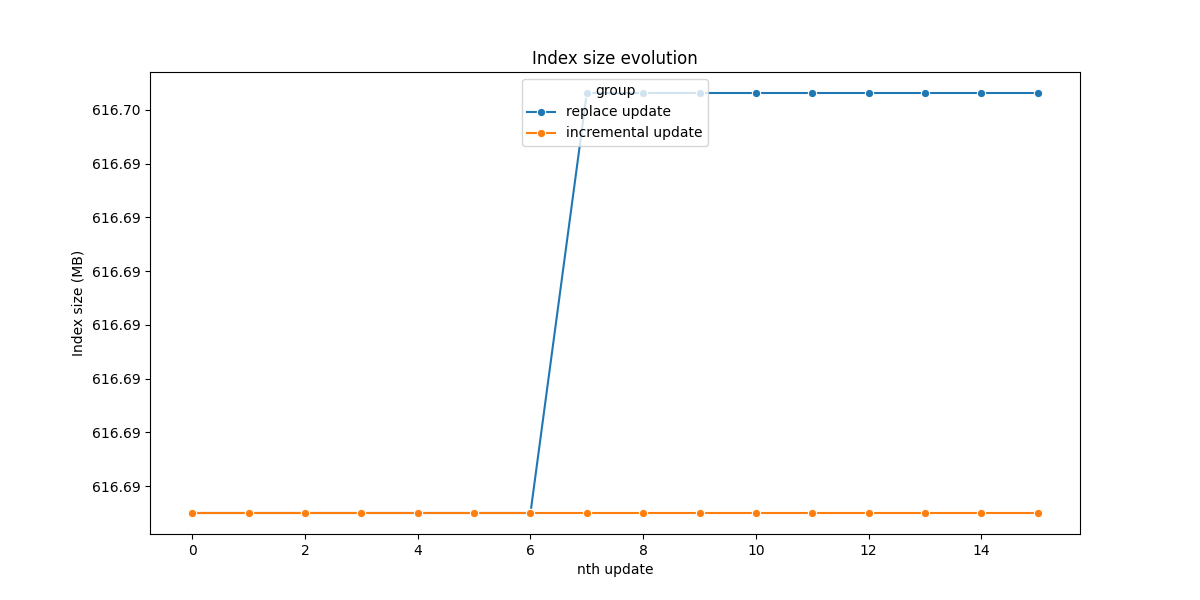 Index size evolution
group
replace update
incremental update
Index size (MB)
616.70
616.69
616.69
616.69
616.69
616.69
616.69
616.69
0 2 4 6 8 10 12 14
nth update